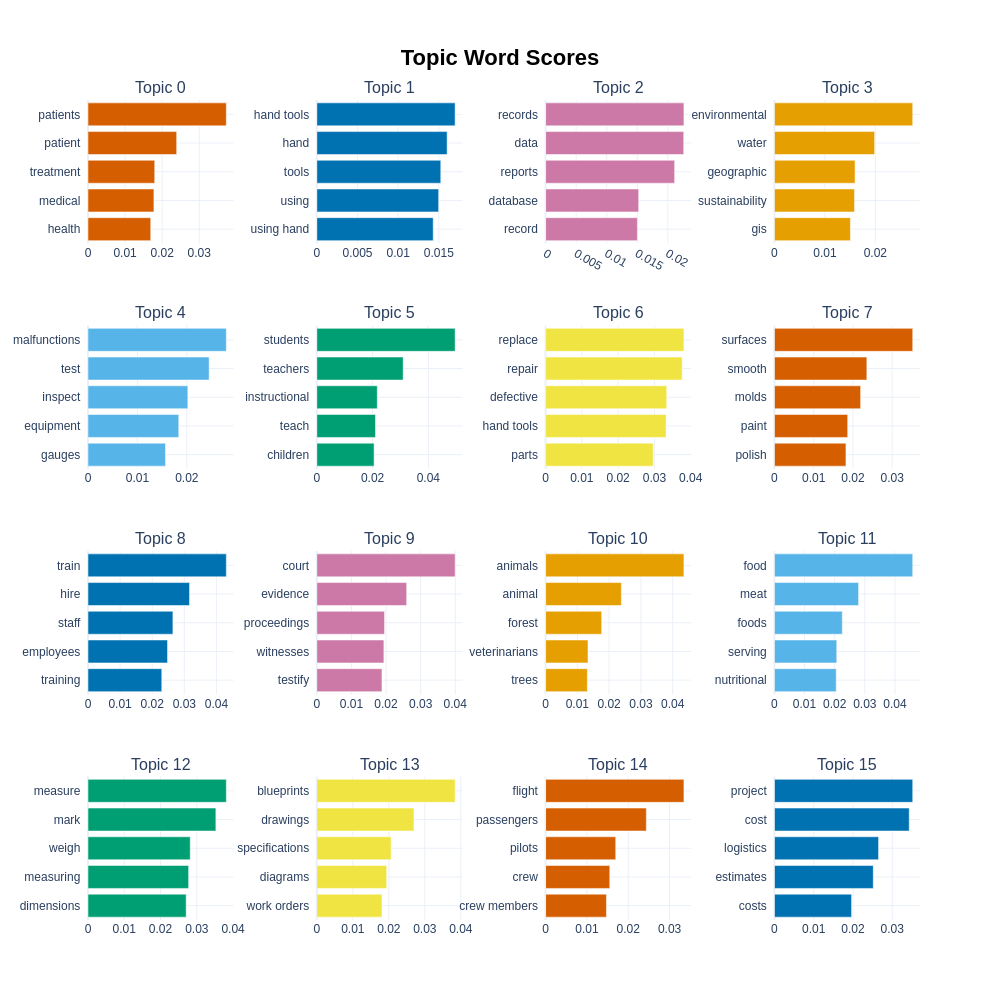 Topic Word Scores
Topic 0
patients
patient
treatment
medical
health
0 0.01 0.02 0.03
Topic 1
hand tools
hand
tools
using
using hand
0 0.005 0.01 0.015
Topic 2
records
data
reports
database
record
0 0.005 0.01 0.015 0.02
Topic 3
environmental
water
geographic
sustainability
gis
0 0.01 0.02
Topic 4
malfunctions
test
inspect
equipment
gauges
0 0.01 0.02
Topic 5
students
teachers
instructional
teach
children
0 0.02 0.04
Topic 6
replace
repair
defective
hand tools
parts
0 0.01 0.02 0.03 0.04
Topic 7
surfaces
smooth
molds
paint
polish
0 0.01 0.02 0.03
Topic 8
train
hire
staff
employees
training
0 0.01 0.02 0.03 0.04
Topic 9
court
evidence
proceedings
witnesses
testify
0 0.01 0.02 0.03 0.04
Topic 10
animals
animal
forest
veterinarians
trees
0 0.01 0.02 0.03 0.04
Topic 11
food
meat
foods
serving
nutritional
0 0.01 0.02 0.03 0.04
Topic 12
measure
mark
weigh
measuring
dimensions
0 0.01 0.02 0.03 0.04
Topic 13
blueprints
drawings
specifications
diagrams
work orders
0 0.01 0.02 0.03 0.04
Topic 14
flight
passengers
pilots
crew
crew members
0 0.01 0.02 0.03
Topic 15
project
cost
logistics
estimates
costs
0 0.01 0.02 0.03